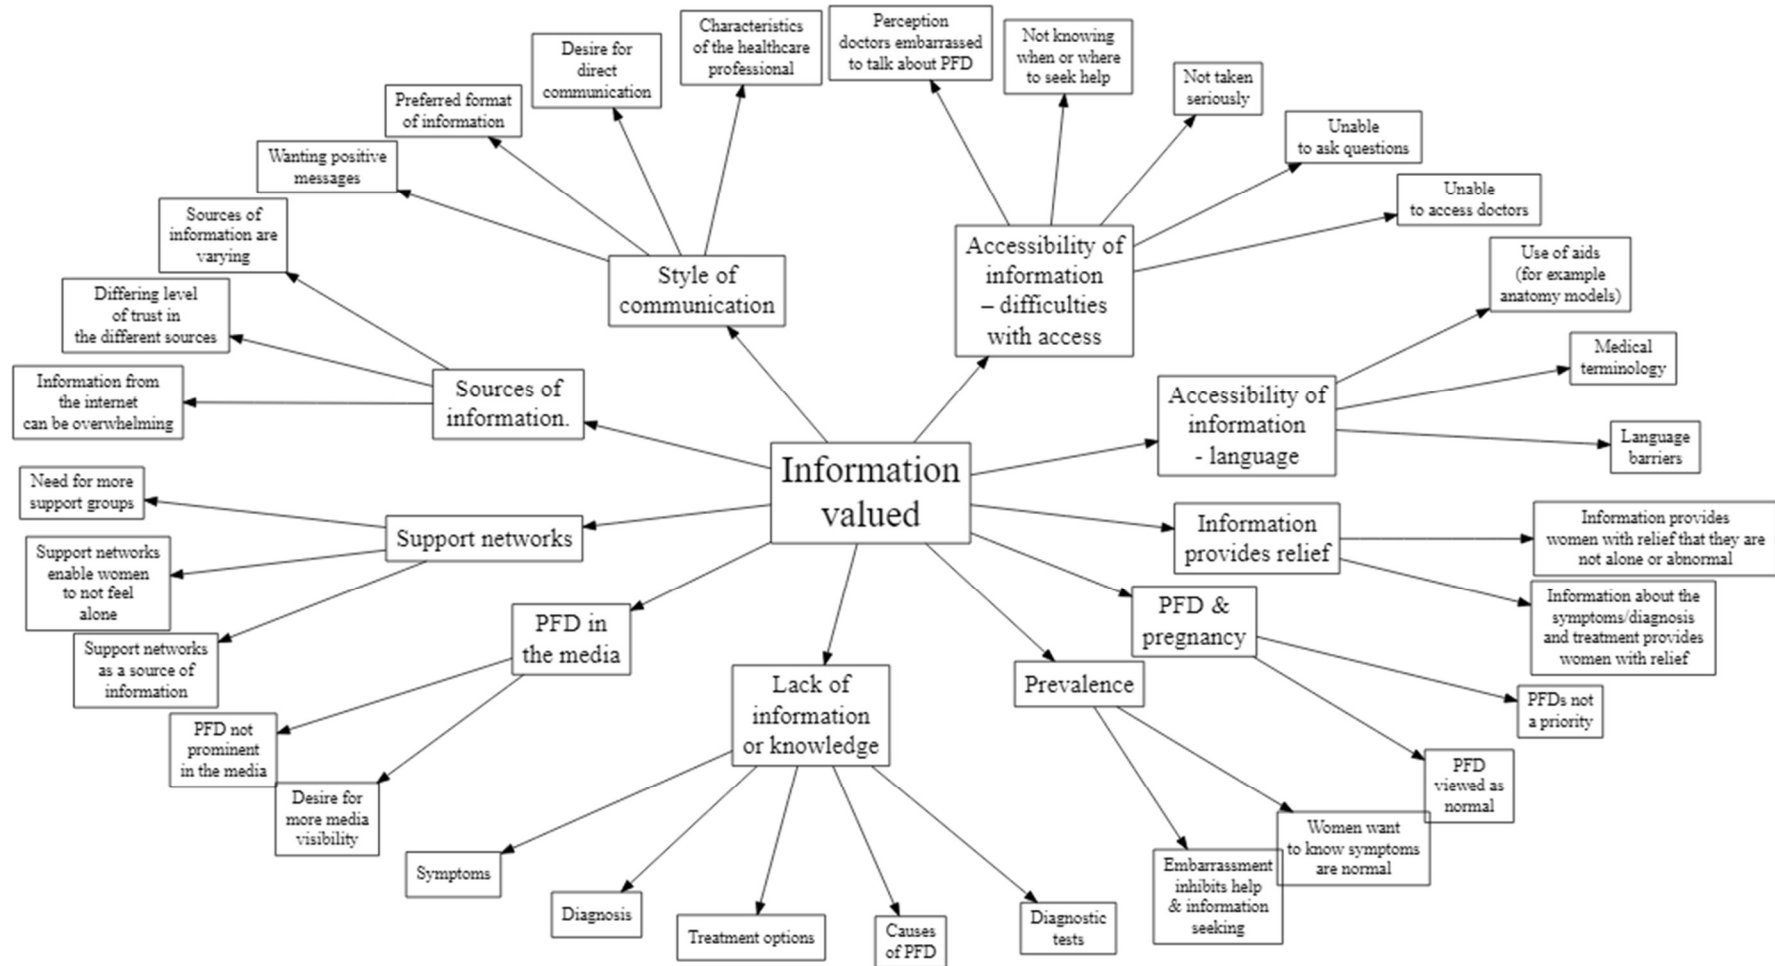 Characteristics
of the healthcare
professional
Desire for
direct
communication
Preferred format
of information
Wanting positive
messages
Style of
communication
Perception
doctors embarrassed
to talk about PFD
Not knowing
when or where
to seek help
Not taken
seriously
Unable
to ask questions
Unable
to access doctors
Accessibility of
information
– difficulties
with access
Sources of
information are
varying
Differing level
of trust in
the different sources
Information from
the internet
can be overwhelming
Sources of
information.
Use of aids
(for example
anatomy models)
Medical
terminology
Language
barriers
Accessibility of
information
- language
Information
valued
Need for more
support groups
Support networks
enable women
to not feel
alone
Support networks
as a source of
information
Support networks
Information
provides relief
Information provides
women with relief that they are
not alone or abnormal
Information about the
symptoms/diagnosis
and treatment provides
women with relief
PFD in
the media
PFD not
prominent
in the media
Desire for
more media
visibility
Lack of
information
or knowledge
Symptoms
Diagnosis
Treatment options
Causes
of PFD
Diagnostic
tests
Prevalence
Embarrassment
inhibits help
& information
seeking
Women want
to know symptoms
are normal
PFD &
pregnancy
PFDs not
a priority
PFD
viewed as
normal